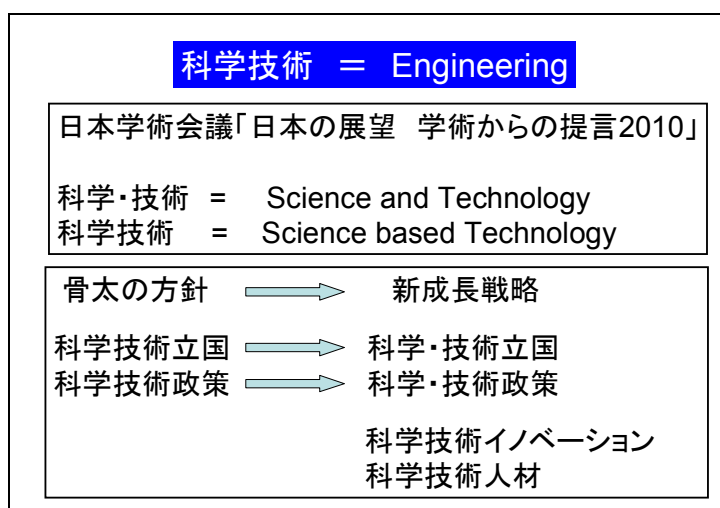 科学技術 ＝ Engineering
日本学術会議「日本の展望 学術からの提言2010」
科学・技術 = Science and Technology
科学技術 = Science based Technology
骨太の方針 新成長戦略
科学技術立国 科学・技術立国
科学技術政策 科学・技術政策
科学技術イノベーション
科学技術人材